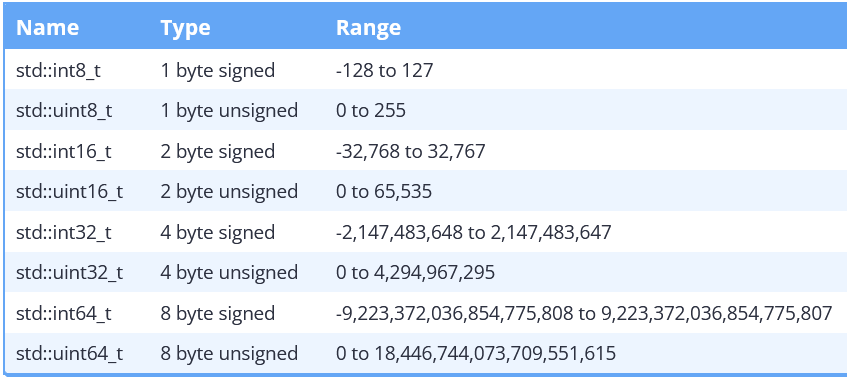 Name Type Range
std::int8_t 1 byte signed -128 to 127
std::uint8_t 1 byte unsigned 0 to 255
std::int16_t 2 byte signed -32,768 to 32,767
std::uint16_t 2 byte unsigned 0 to 65,535
std::int32_t 4 byte signed -2,147,483,648 to 2,147,483,647
std::uint32_t 4 byte unsigned 0 to 4,294,967,295
std::int64_t 8 byte signed -9,223,372,036,854,775,808 to 9,223,372,036,854,775,807
std::uint64_t 8 byte unsigned 0 to 18,446,744,073,709,551,615